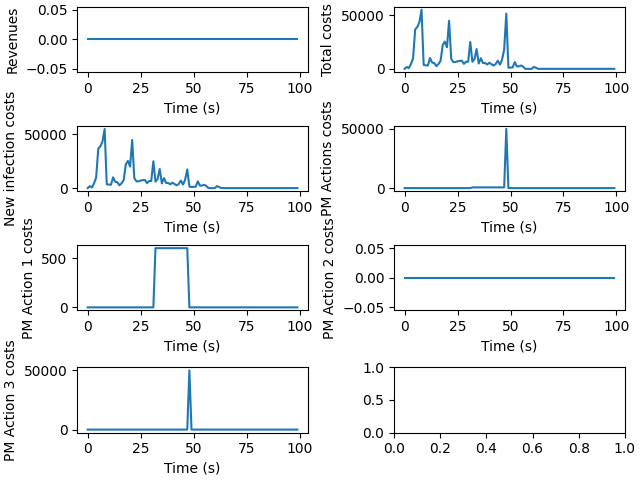 Revenues
0.05
0.00
−0.05
0 25 50 75 100
Time (s)
Total costs
50000
0
0 25 50 75 100
Time (s)
New infection costs
50000
0
0 25 50 75 100
Time (s)
PM Actions costs
50000
0
0 25 50 75 100
Time (s)
PM Action 1 costs
500
0
0 25 50 75 100
Time (s)
PM Action 2 costs
0.05
0.00
−0.05
0 25 50 75 100
Time (s)
PM Action 3 costs
50000
0
0 25 50 75 100
Time (s)
1.0
0.5
0.0
0.0 0.2 0.4 0.6 0.8 1.0